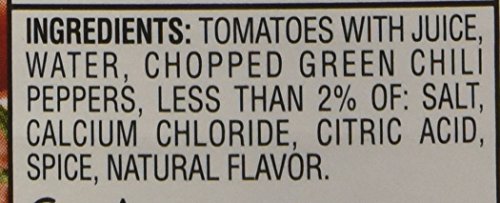 INGREDIENTS: TOMATOES WITH JUICE,
WATER, CHOPPED GREEN CHILI
PEPPERS, LESS THAN 2% OF: SALT,
CALCIUM CHLORIDE, CITRIC ACID,
SPICE, NATURAL FLAVOR.